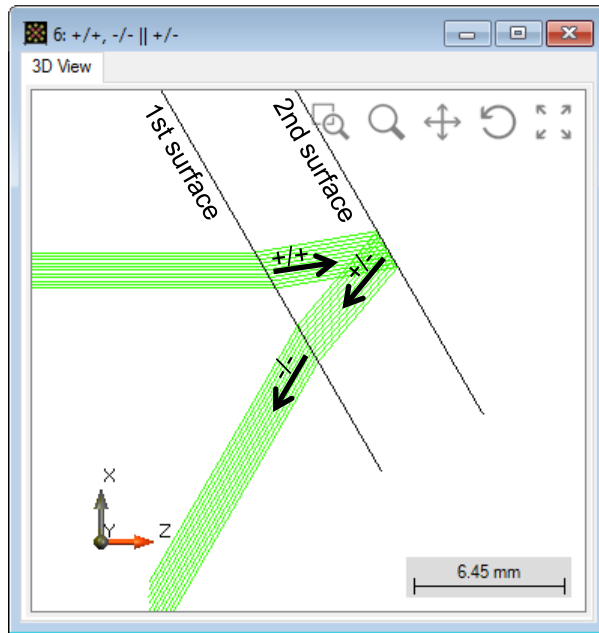 6: +/+, -/- || +/-
3D View
1st surface
2nd surface
+/+
+/-
-/-
X
Y
Z
6.45 mm